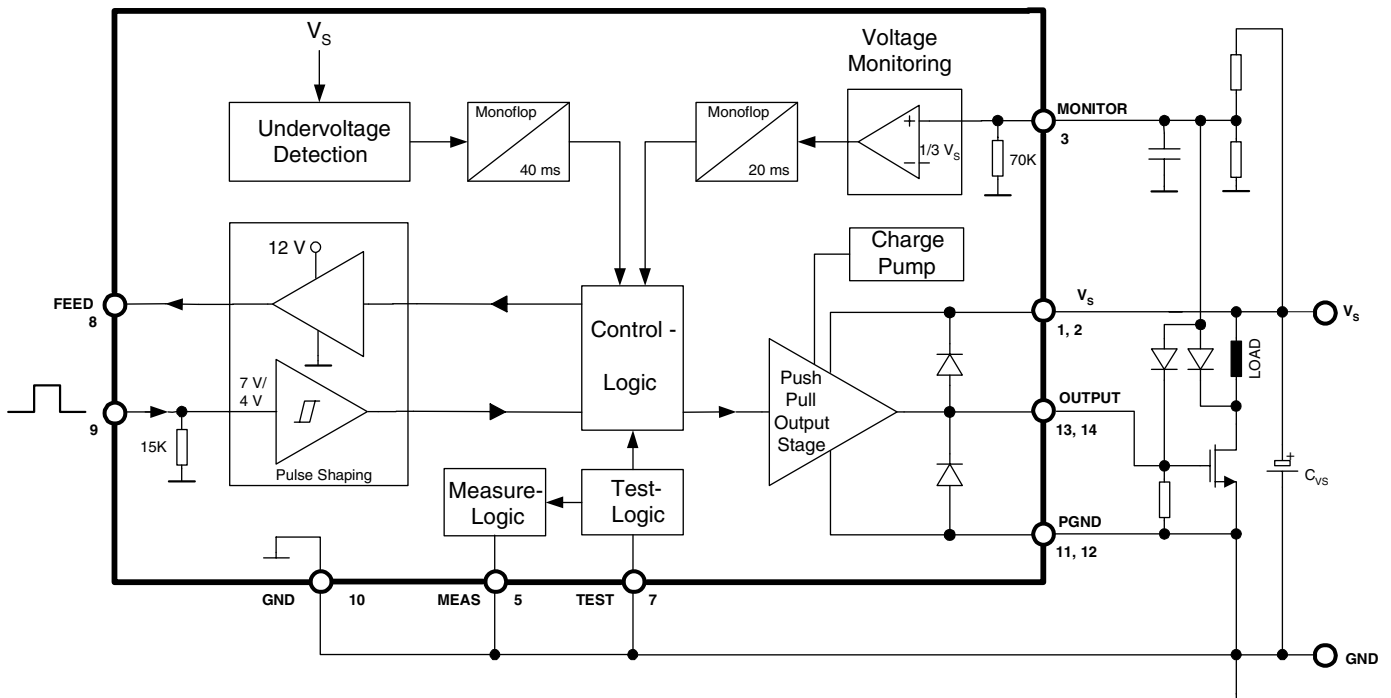 V_S
Undervoltage
Detection
Monoflop
40 ms
Monoflop
20 ms
Voltage
Monitoring
+
1/3 V_S
70K
MONITOR
3
12 V
FEED
8
7 V/
4 V
9
15K
Pulse Shaping
Control -
Logic
Charge
Pump
Push
Pull
Output
Stage
V_S
1, 2
V_S
LOAD
OUTPUT
13, 14
+
C_VS
Measure-
Logic
Test-
Logic
PGND
11, 12
GND
10
MEAS
5
TEST
7
GND